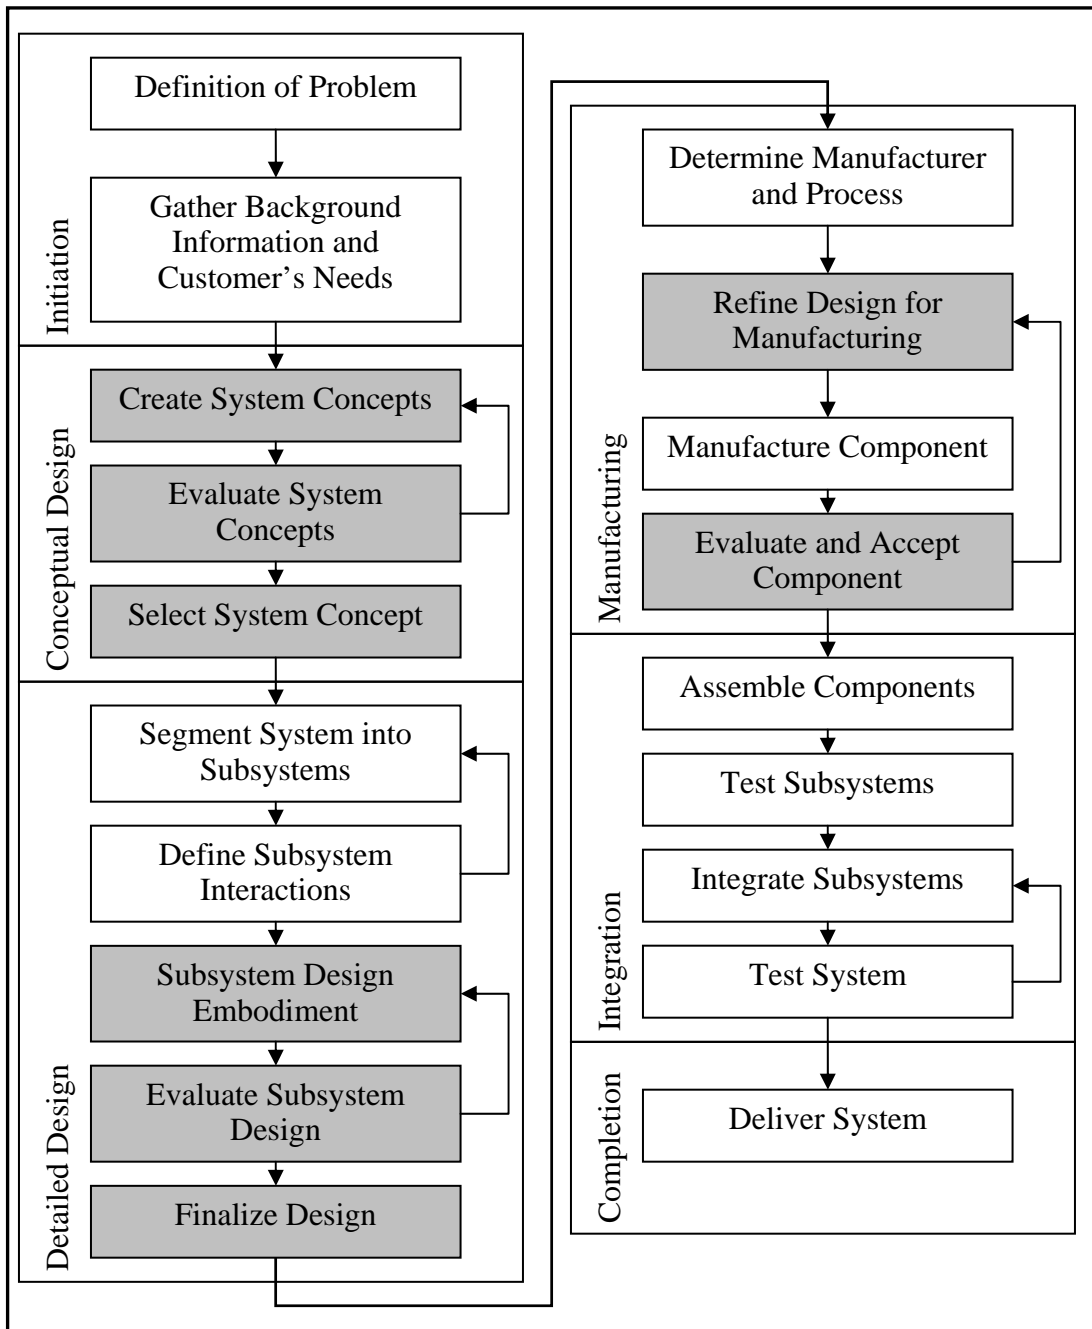 Definition of Problem
Gather Background
Information and
Customer’s Needs
Initiation
Create System Concepts
Evaluate System
Concepts
Select System Concept
Conceptual Design
Segment System into
Subsystems
Define Subsystem
Interactions
Subsystem Design
Embodiment
Evaluate Subsystem
Design
Finalize Design
Detailed Design
Determine Manufacturer
and Process
Refine Design for
Manufacturing
Manufacture Component
Evaluate and Accept
Component
Manufacturing
Assemble Components
Test Subsystems
Integrate Subsystems
Test System
Integration
Deliver System
Completion